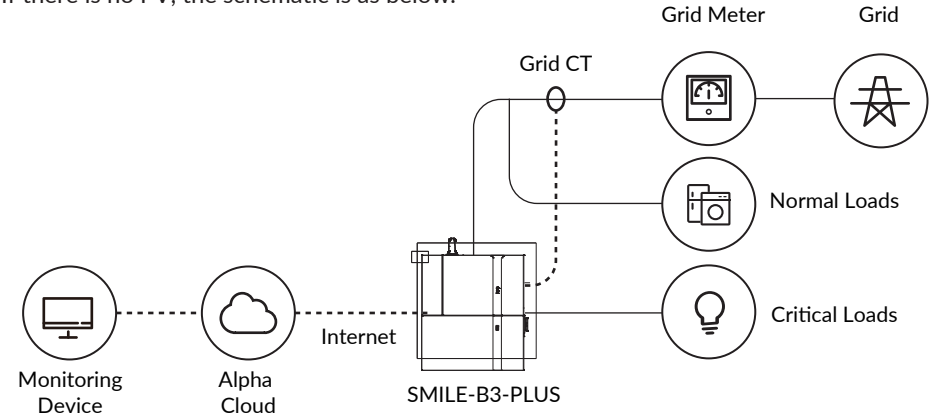 If there is no PV, the schematic is as below:
Grid Meter
Grid
Grid CT
Normal Loads
Internet
Critical Loads
Monitoring
Device
Alpha
Cloud
SMILE-B3-PLUS